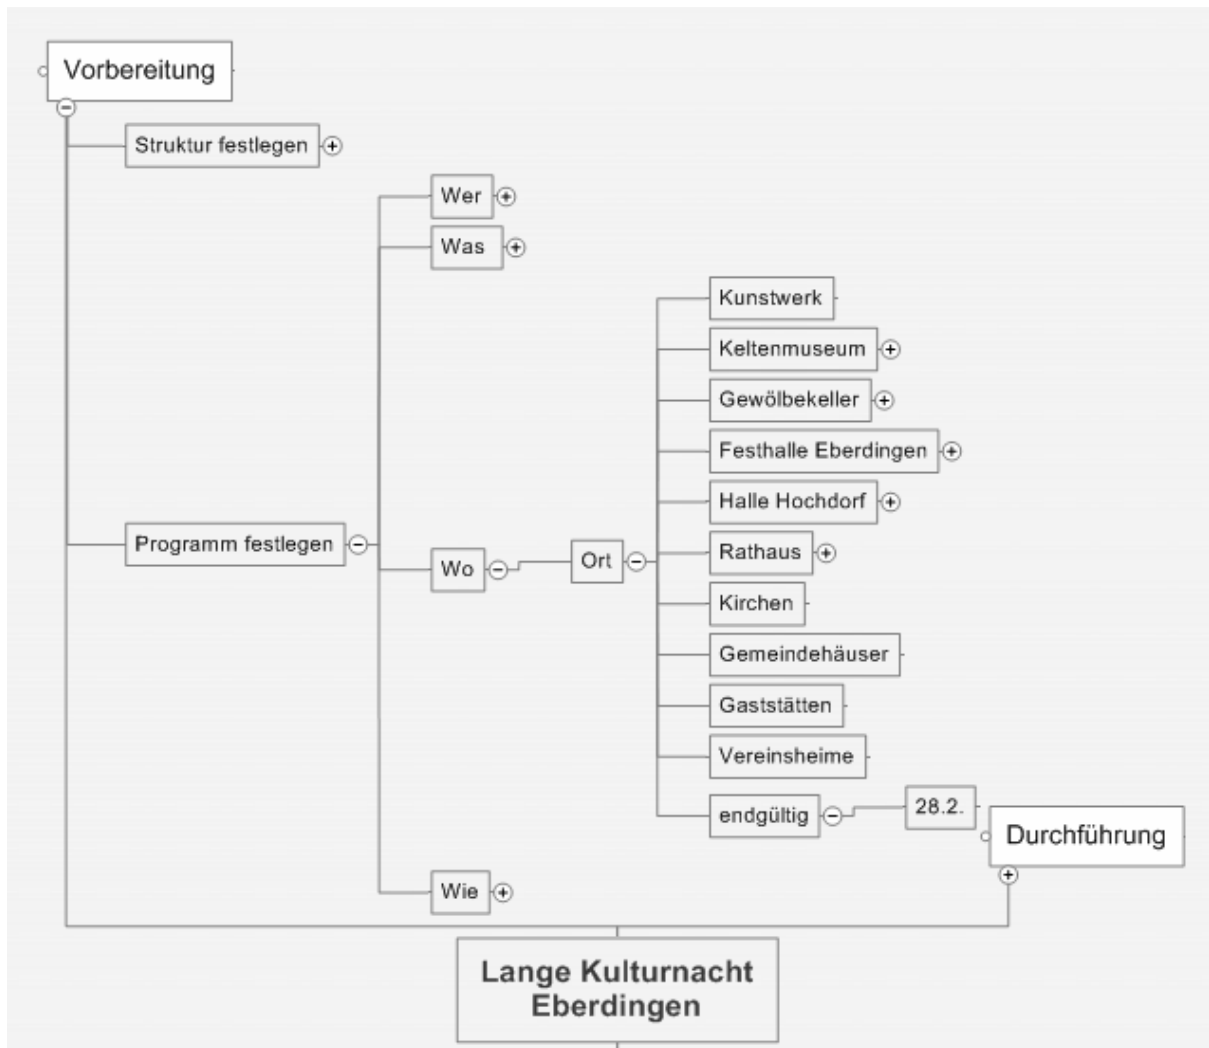 Vorbereitung
Struktur festlegen
Wer
Was
Kunstwerk
Keltenmuseum
Gewölbekeller
Festhalle Eberdingen
Halle Hochdorf
Programm festlegen
Wo
Ort
Rathaus
Kirchen
Gemeindehäuser
Gaststätten
Vereinsheime
endgültig
28.2.
Durchführung
Wie
Lange Kulturnacht
Eberdingen